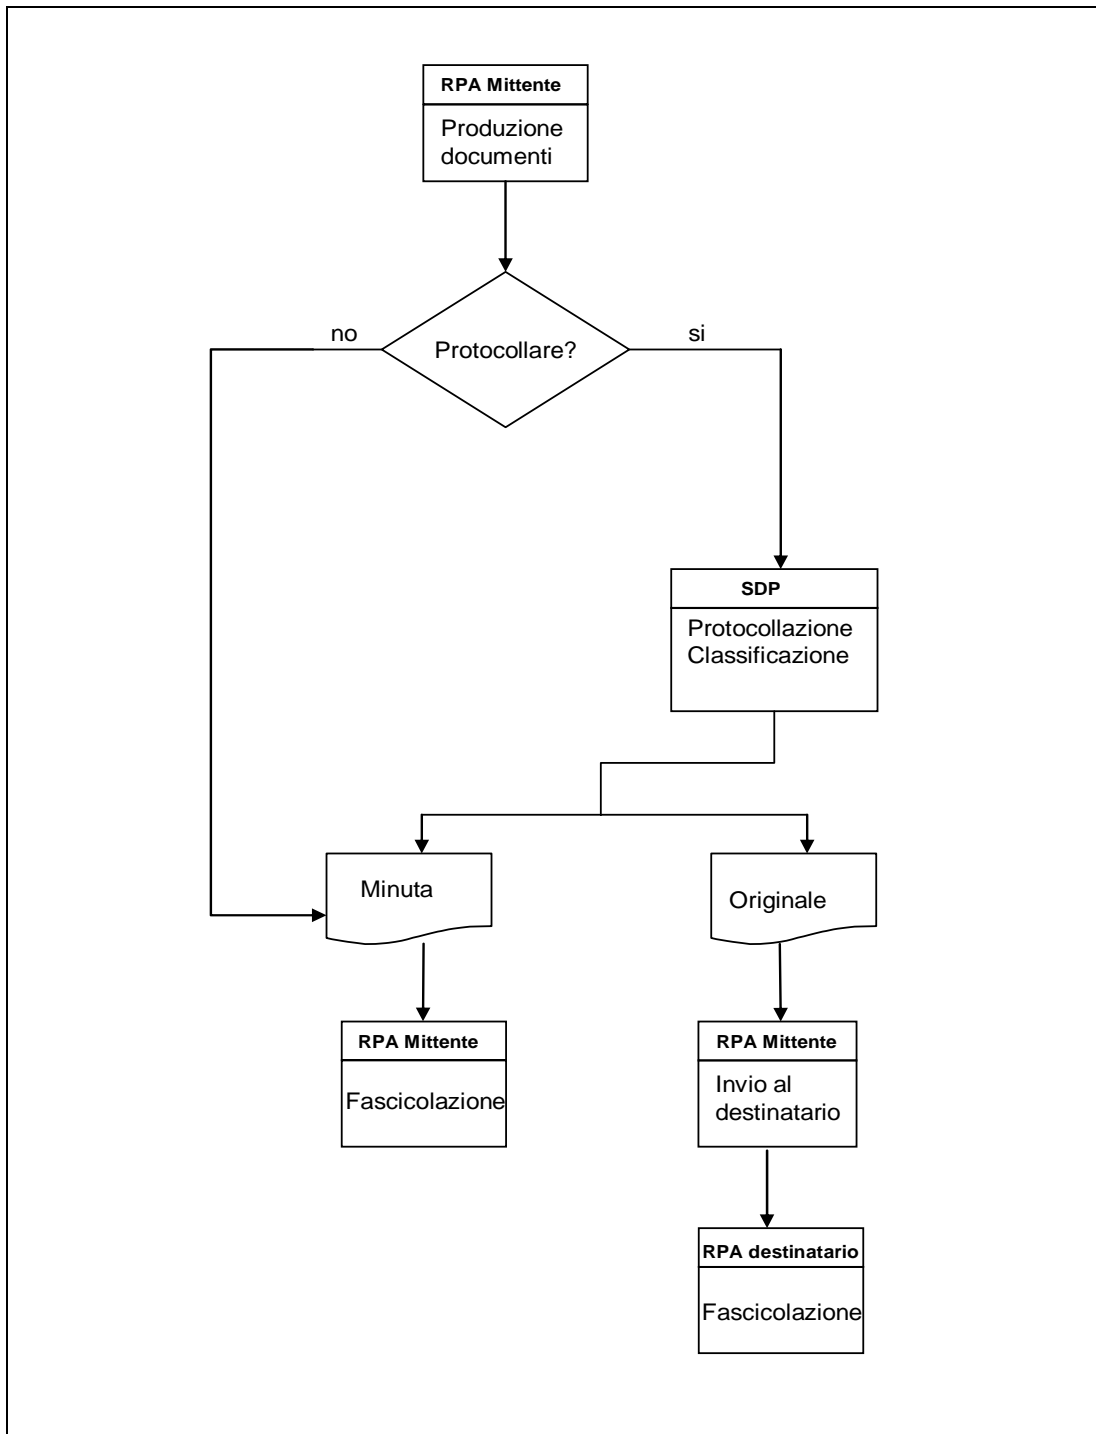 RPA Mittente
Produzione
documenti
no
Protocollare?
si
SDP
Protocollazione
Classificazione
Minuta
Originale
RPA Mittente
Fascicolazione
RPA Mittente
Invio al
destinatario
RPA destinatario
Fascicolazione